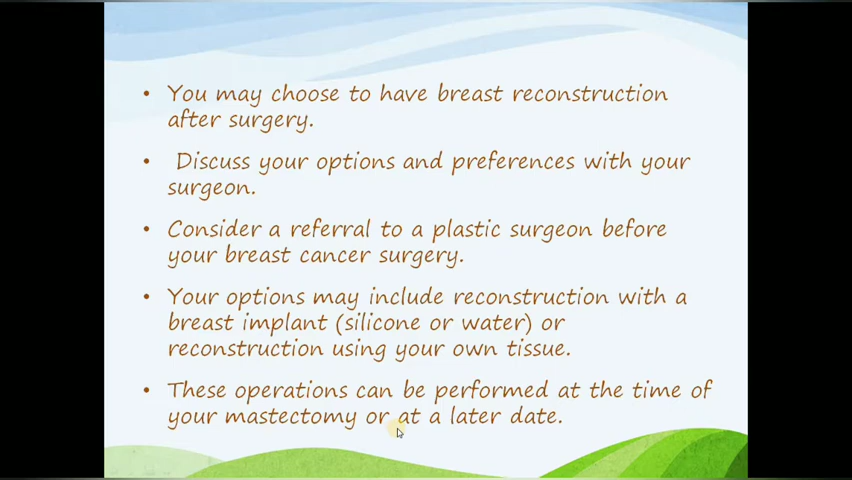 • You may choose to have breast reconstruction
after surgery.
• Discuss your options and preferences with your
surgeon.
• Consider a referral to a plastic surgeon before
your breast cancer surgery.
• Your options may include reconstruction with a
breast implant (silicone or water) or
reconstruction using your own tissue.
• These operations can be performed at the time of
your mastectomy or at a later date.